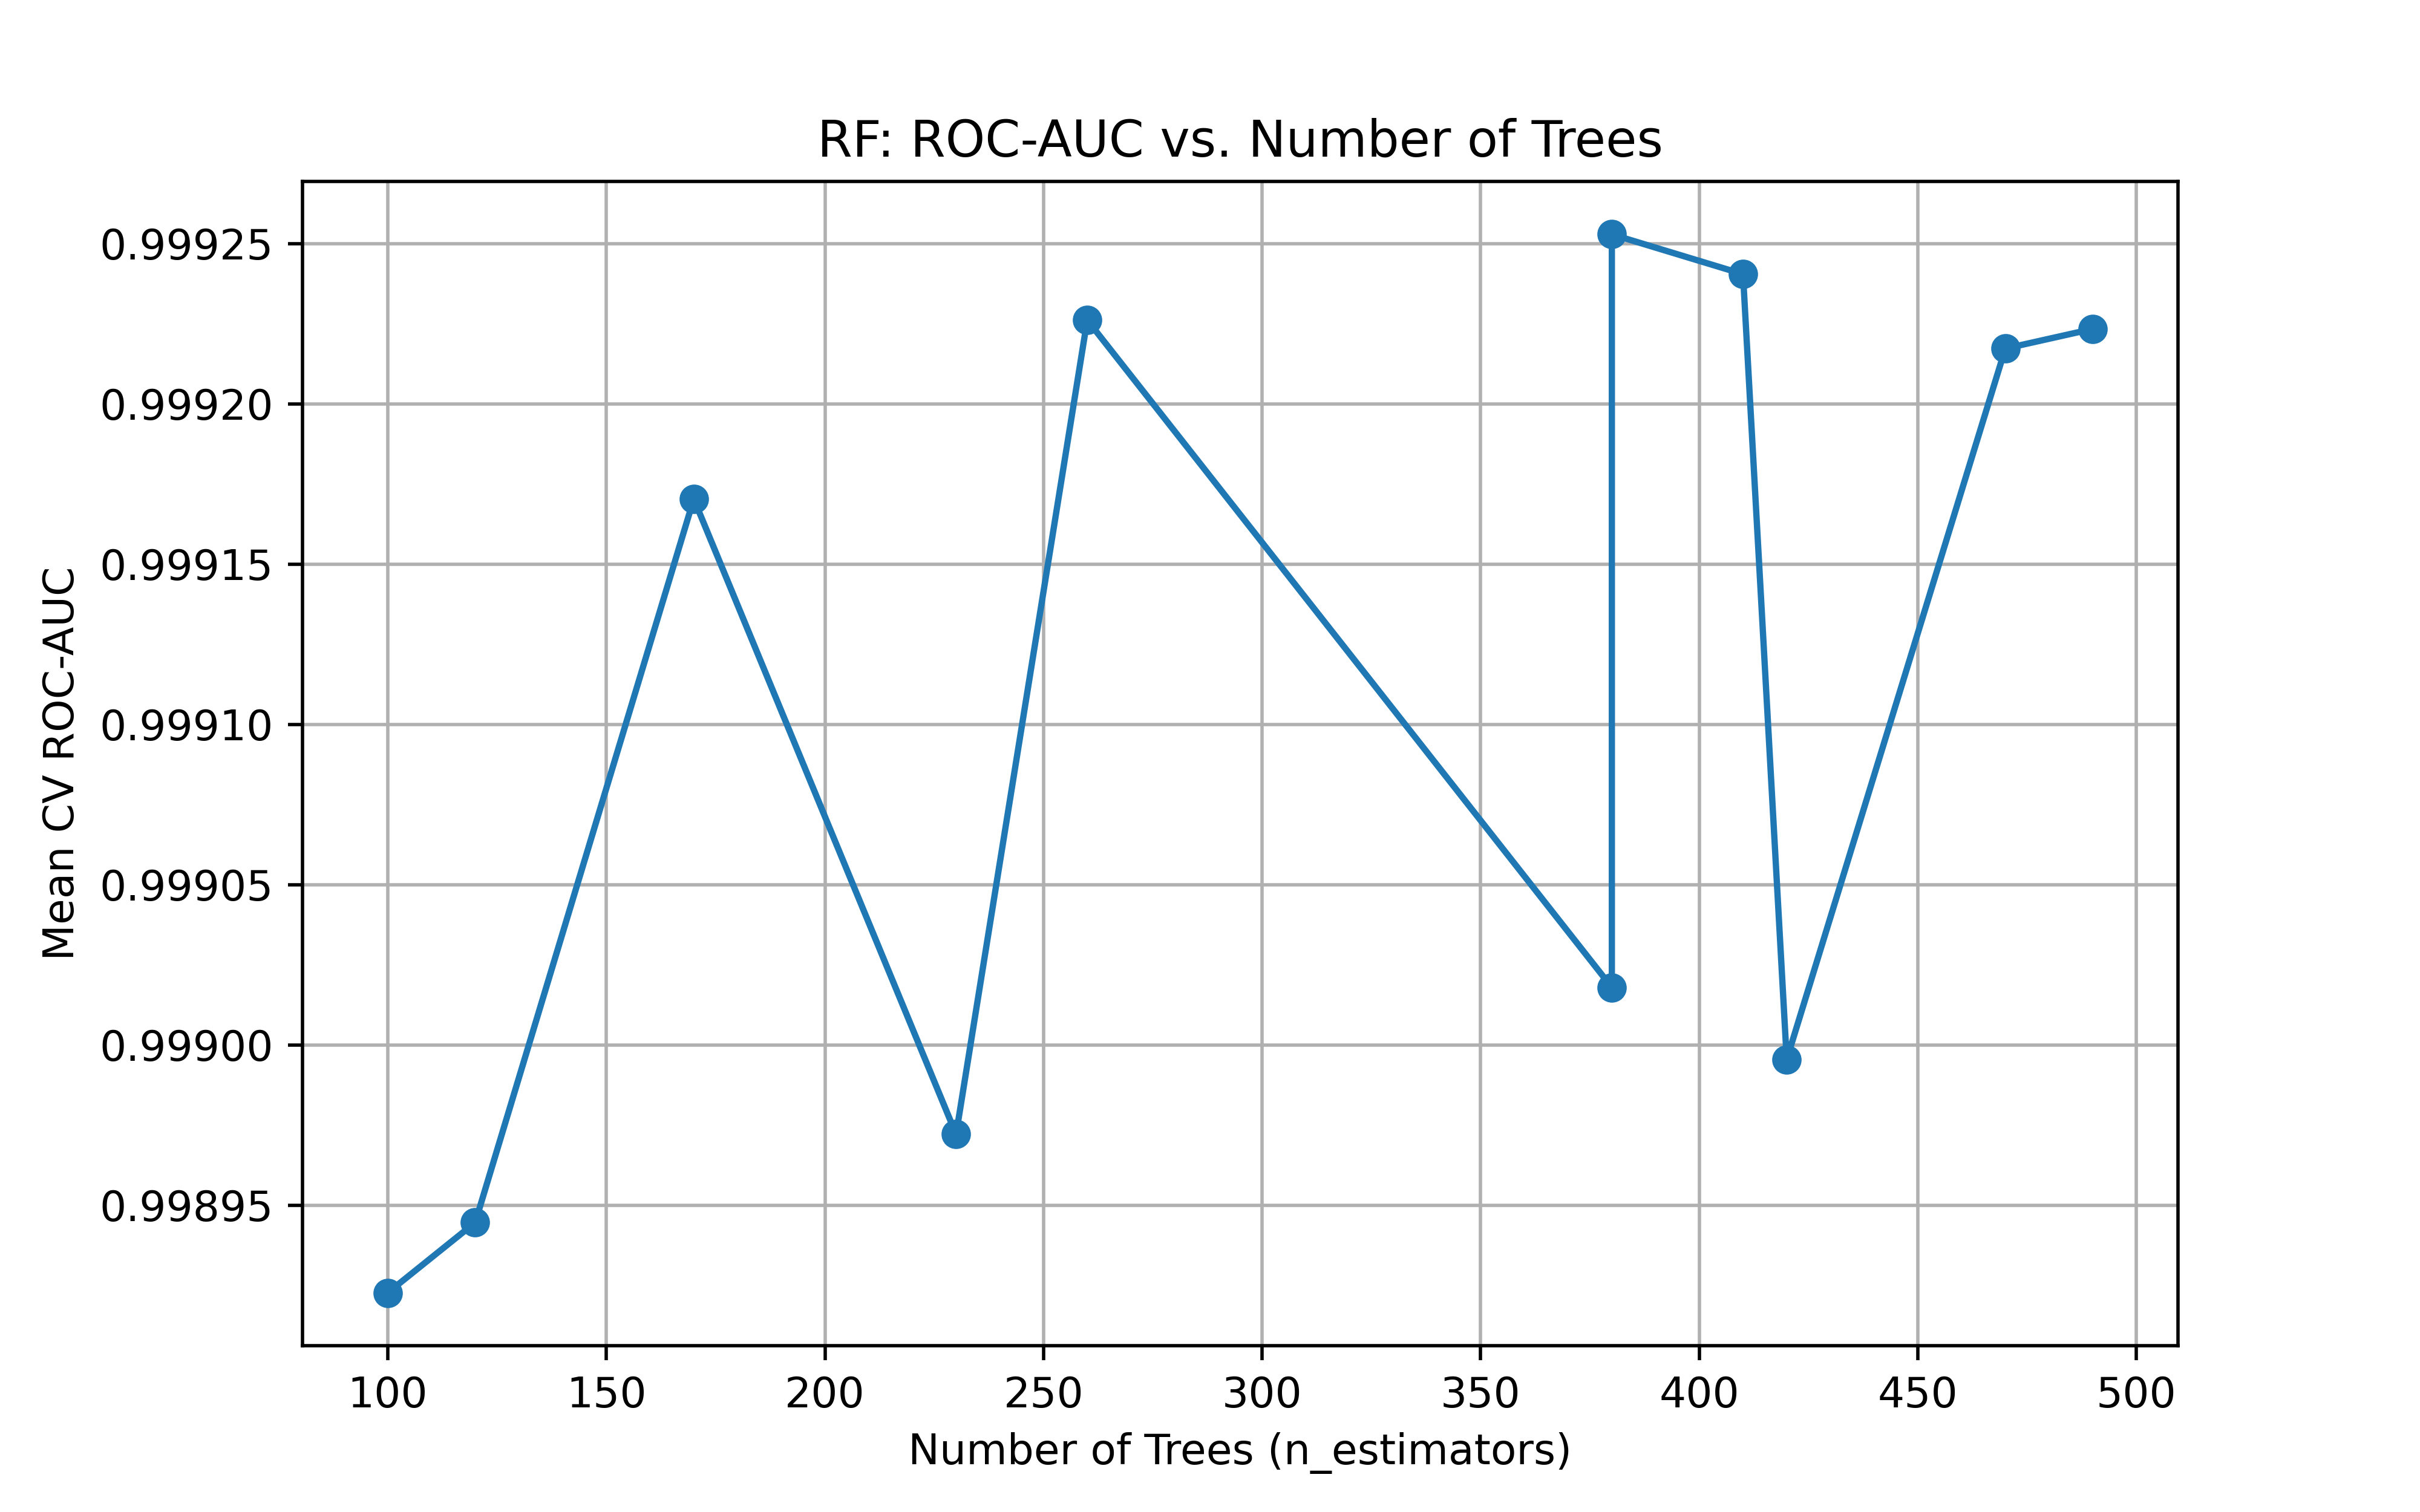 RF: ROC-AUC vs. Number of Trees
Mean CV ROC-AUC
0.99925
0.99920
0.99915
0.99910
0.99905
0.99900
0.99895
100 150 200 250 300 350 400 450 500
Number of Trees (n_estimators)